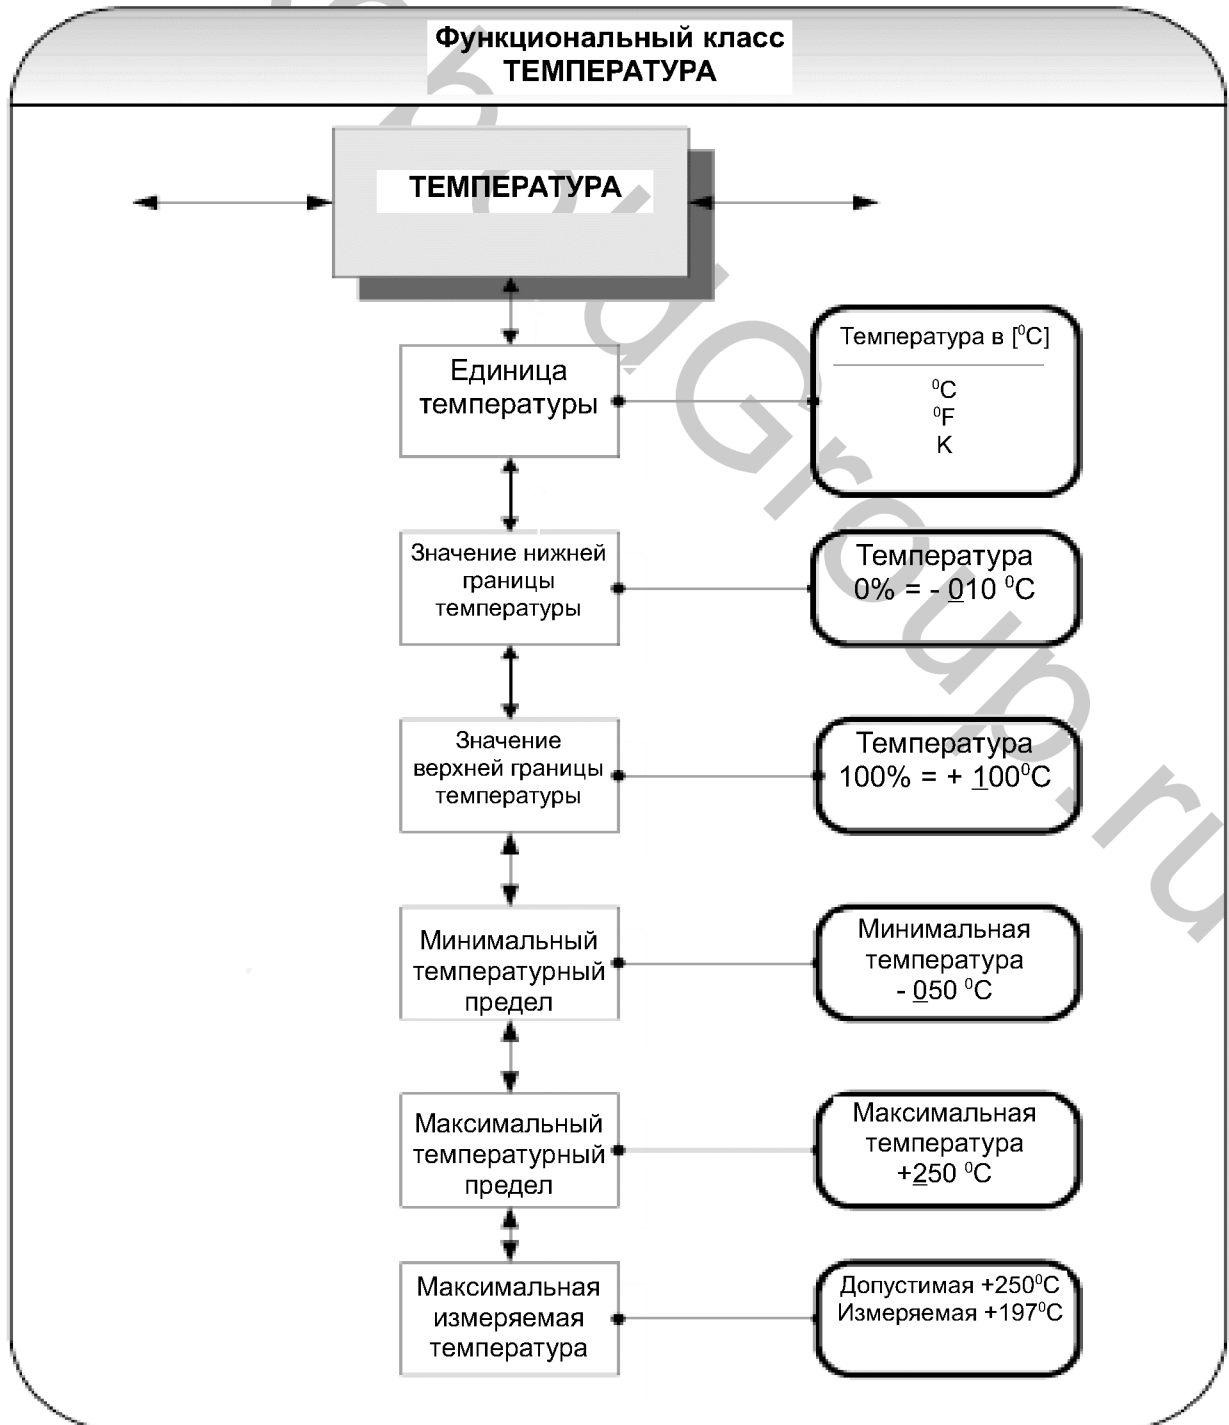 Функциональный класс
ТЕМПЕРАТУРА
ТЕМПЕРАТУРА
Единица
температуры
Температура в [⁰C]
⁰C
⁰F
K
Значение нижней
границы
температуры
Температура
0% = - 010 ⁰C
Значение
верхней границы
температуры
Температура
100% = + 100⁰C
Минимальный
температурный
предел
Минимальная
температура
- 050 ⁰C
Максимальный
температурный
предел
Максимальная
температура
+250 ⁰C
Максимальная
измеряемая
температура
Допустимая +250⁰C
Измеряемая +197⁰C